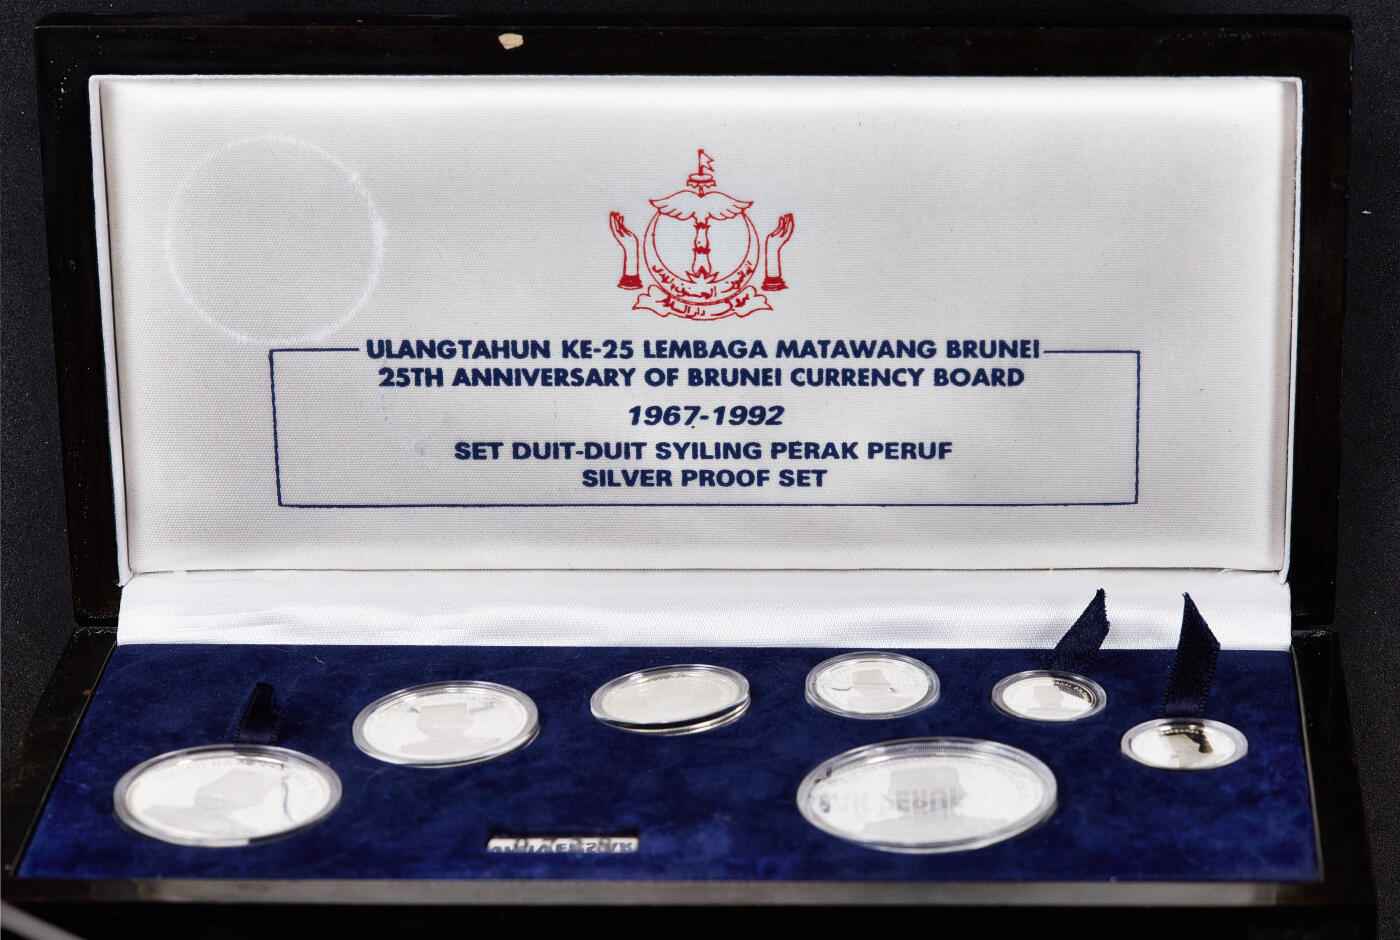 ULANGTAHUN KE-25 LEMBAGA MATAWANG BRUNEI
25TH ANNIVERSARY OF BRUNEI CURRENCY BOARD
1967-1992
SET DUIT-DUIT SYILING PERAK PERUF
SILVER PROOF SET